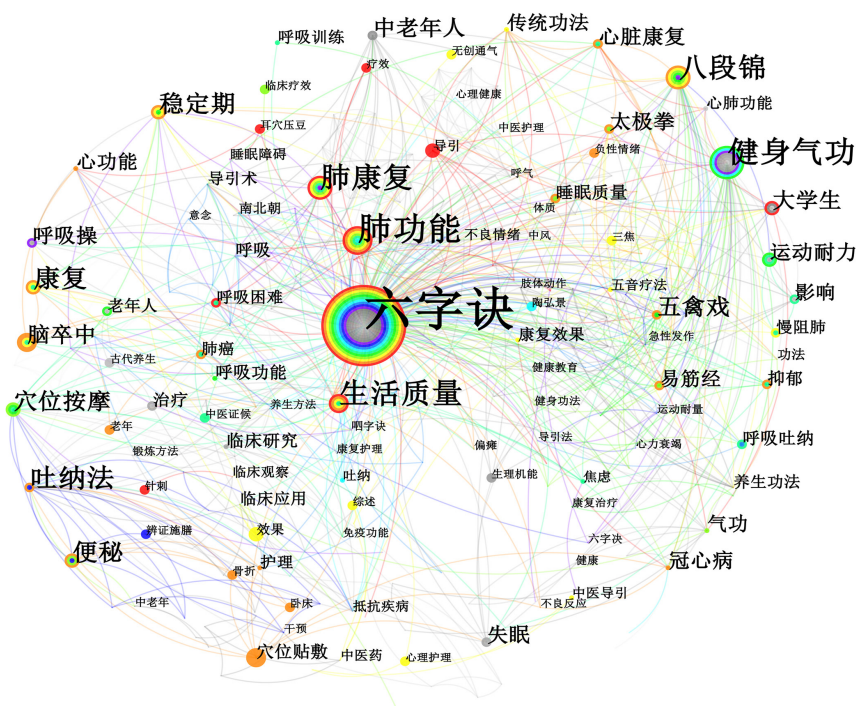 传统功法
呼吸训练
中老年人
心脏康复
无创通气
疗效
八段锦
临床疗效
心理健康
稳定期
心肺功能
耳穴压豆
中医护理
太极拳
导引
负性情绪
健身气功
睡眠障碍
心功能
呼气
肺康复
导引术
睡眠质量
大学生
意念
南北朝
体质
肺功能
不良情绪
中风
三焦
呼吸操
呼吸
运动耐力
康复
肢体动作
五音疗法
影响
呼吸困难
老年人
六字诀
陶弘景
五禽戏
脑卒中
康复效果
急性发作
慢阻肺
肺癌
古代养生
功法
健康教育
呼吸功能
易筋经
抑郁
生活质量
穴位按摩
治疗
养生方法
健身功法
中医证候
运动耐量
老年
呬字诀
临床研究
导引法
呼吸吐纳
锻炼方法
康复护理
偏瘫
心力衰竭
吐纳法
临床观察
吐纳
生理机能
焦虑
养生功法
针刺
临床应用
综述
康复治疗
辨证施膳
效果
免疫功能
气功
六字决
便秘
护理
骨折
健康
冠心病
中医导引
中老年
卧床
抵抗疾病
不良反应
干预
失眠
穴位贴敷
中医药
心理护理